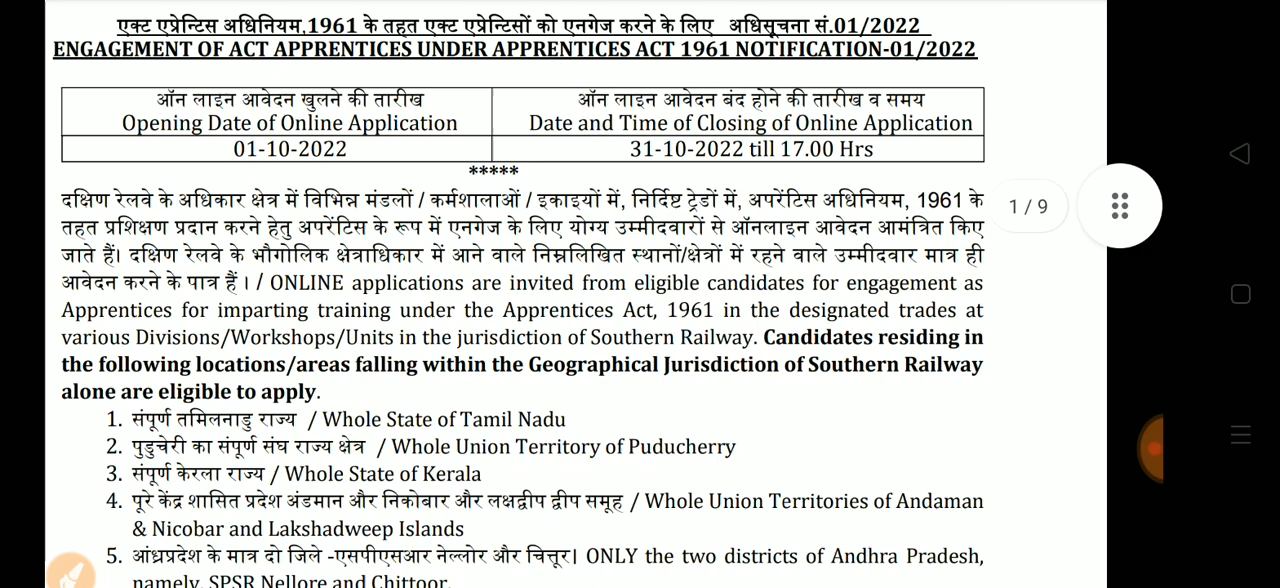 एक्ट एप्रेन्टिस अधिनियम,1961 के तहत एक्ट एप्रेन्टिसों को एनगेज करने के लिए अधिसूचना सं.01/2022
ENGAGEMENT OF ACT APPRENTICES UNDER APPRENTICES ACT 1961 NOTIFICATION-01/2022
ऑन लाइन आवेदन खुलने की तारीख
Opening Date of Online Application
ऑन लाइन आवेदन बंद होने की तारीख व समय
Date and Time of Closing of Online Application
01-10-2022
31-10-2022 till 17.00 Hrs
*****
दक्षिण रेलवे के अधिकार क्षेत्र में विभिन्न मंडलों / कर्मशालाओं / इकाइयों में, निर्दिष्ट ट्रेडों में, अपरेंटिस अधिनियम, 1961 के
तहत प्रशिक्षण प्रदान करने हेतु अपरेंटिस के रूप में एनगेज के लिए योग्य उम्मीदवारों से ऑनलाइन आवेदन आमंत्रित किए
जाते हैं। दक्षिण रेलवे के भौगोलिक क्षेत्राधिकार में आने वाले निम्नलिखित स्थानों/क्षेत्रों में रहने वाले उम्मीदवार मात्र ही
आवेदन करने के पात्र हैं । / ONLINE applications are invited from eligible candidates for engagement as
Apprentices for imparting training under the Apprentices Act, 1961 in the designated trades at
various Divisions/Workshops/Units in the jurisdiction of Southern Railway. Candidates residing in
the following locations/areas falling within the Geographical Jurisdiction of Southern Railway
alone are eligible to apply.
1. संपूर्ण तमिलनाडु राज्य / Whole State of Tamil Nadu
2. पुडुचेरी का संपूर्ण संघ राज्य क्षेत्र / Whole Union Territory of Puducherry
3. संपूर्ण केरला राज्य / Whole State of Kerala
4. पूरे केंद्र शासित प्रदेश अंडमान और निकोबार और लक्षद्वीप द्वीप समूह / Whole Union Territories of Andaman
& Nicobar and Lakshadweep Islands
5. आंध्रप्रदेश के मात्र दो जिले -एसपीएसआर नेल्लोर और चित्तूर। ONLY the two districts of Andhra Pradesh,
namely, SPSR Nellore and Chittoor.
1 / 9